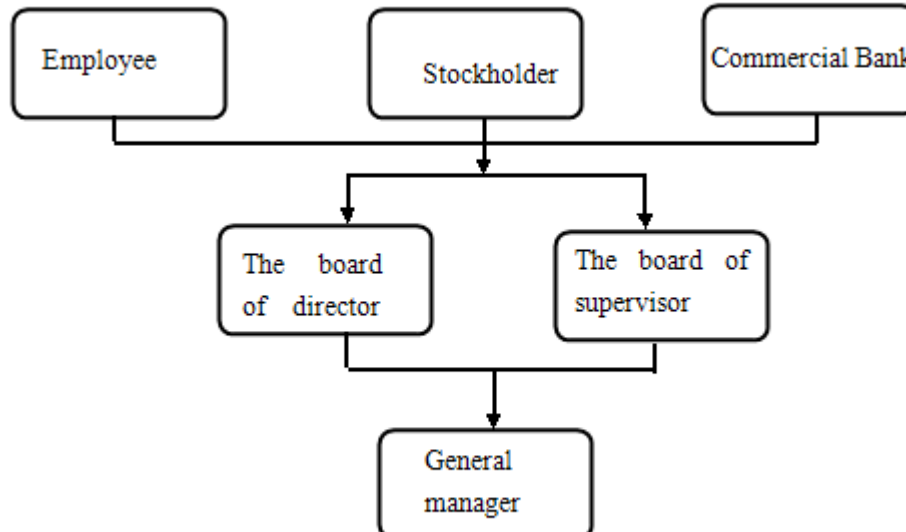 Employee
Stockholder
Commercial Bank
The board
of director
The board of
supervisor
General
manager